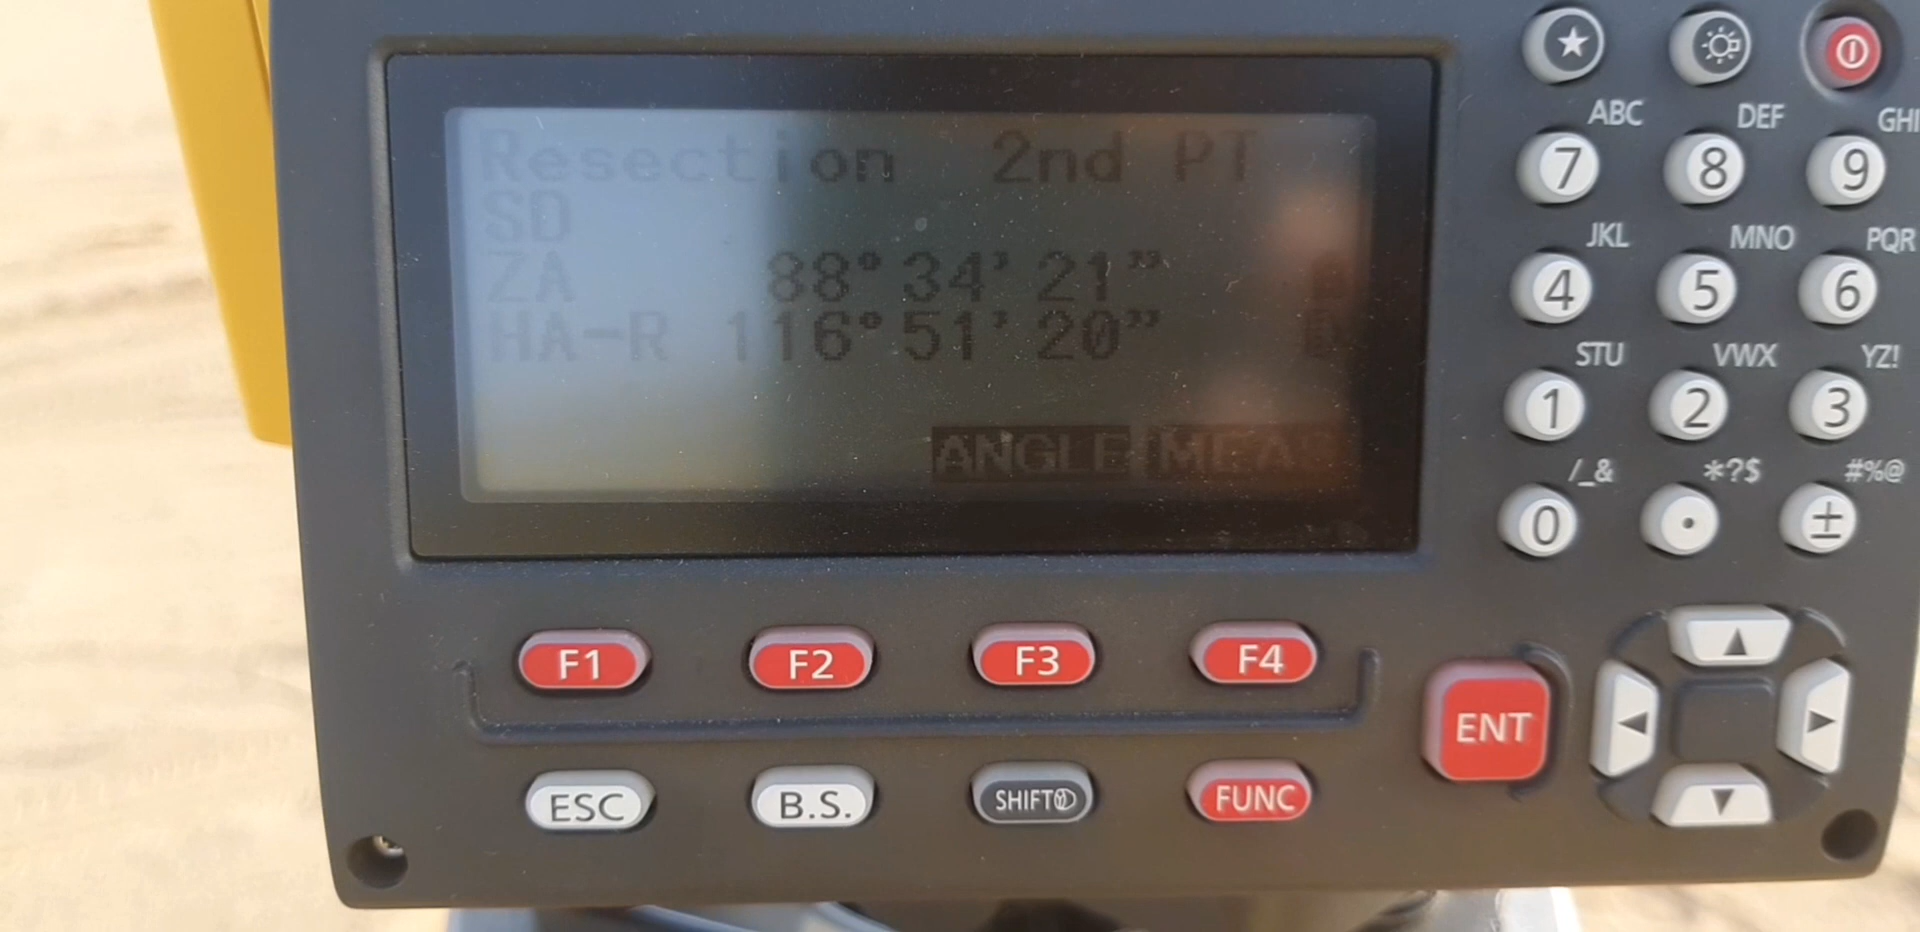 Resection 2nd PT
SD
ZA 88° 34' 21"
HA-R 116° 51' 20"
ANGLE MEAS
ABC DEF GHI
7 8 9
JKL MNO PQR
4 5 6
STU VWX YZ!
1 2 3
/_& *?$ #%@
0 . ±
F1 F2 F3 F4
ENT
ESC B.S. SHIFT FUNC